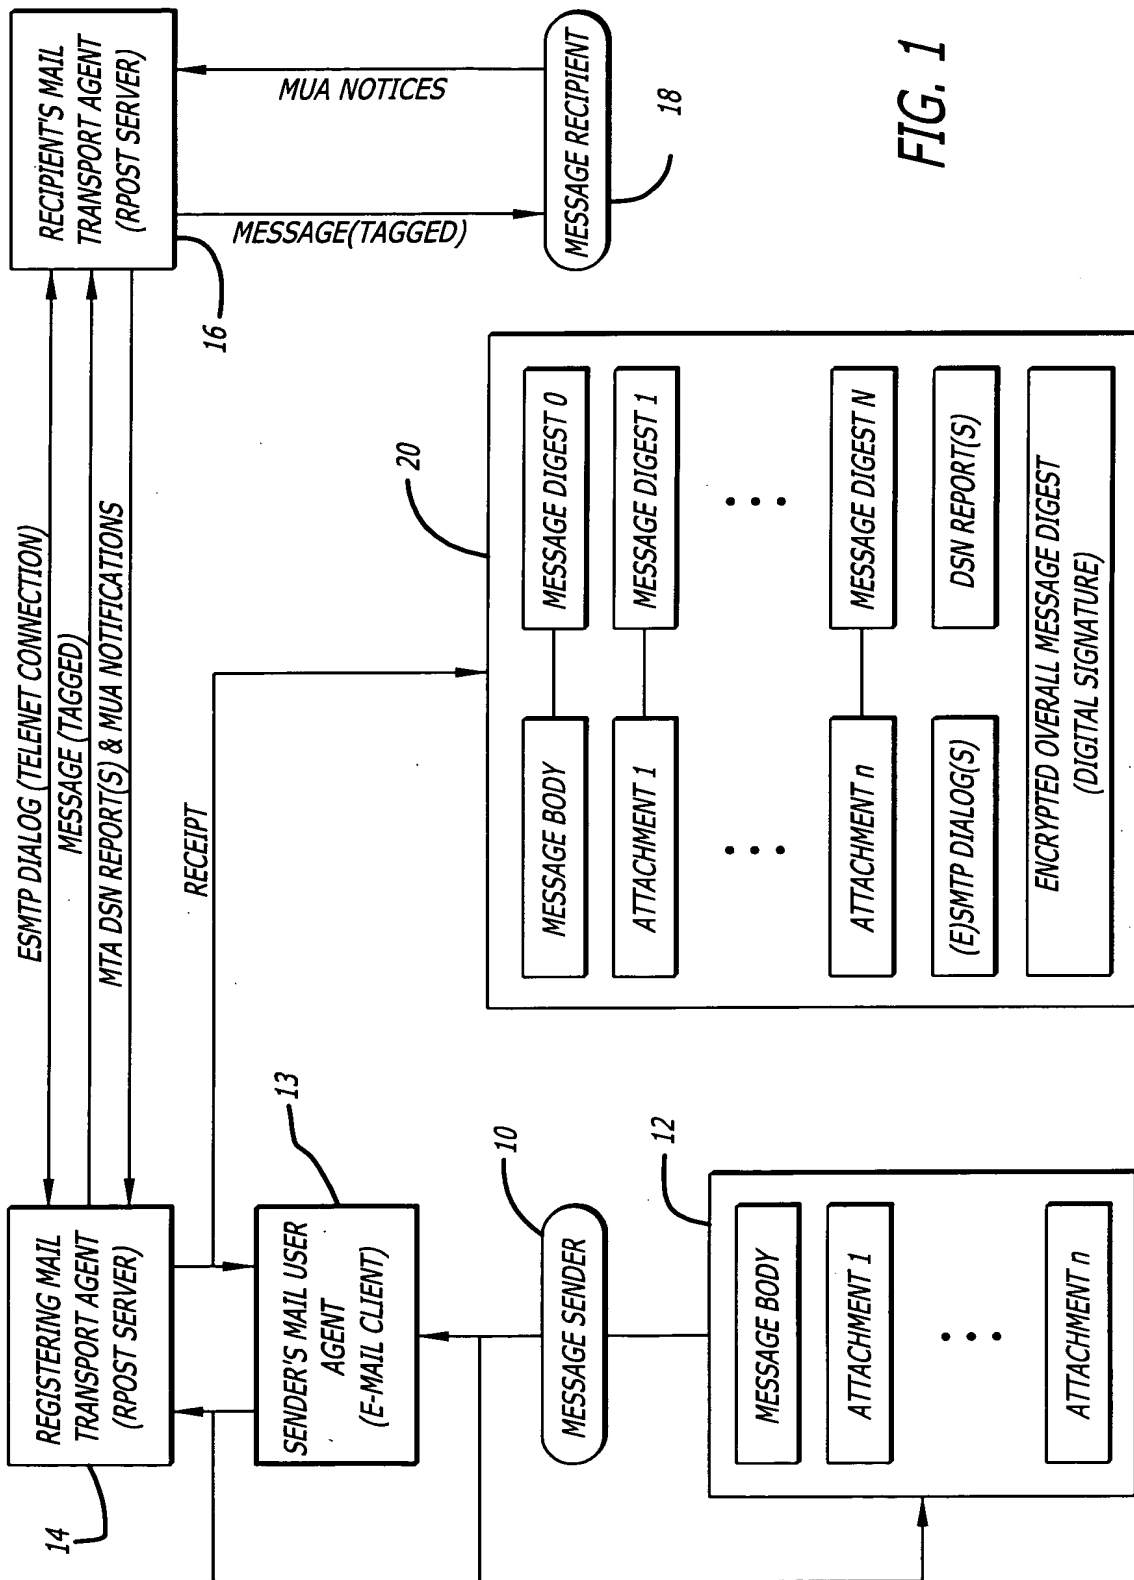 REGISTERING MAIL
TRANSPORT AGENT
(RPOST SERVER)
14
ESMTP DIALOG (TELENET CONNECTION)
MESSAGE (TAGGED)
MTA DSN REPORT(S) & MUA NOTIFICATIONS
RECIPIENT'S MAIL
TRANSPORT AGENT
(RPOST SERVER)
16
RECEIPT
SENDER'S MAIL USER
AGENT
(E-MAIL CLIENT)
13
MESSAGE(TAGGED)
MUA NOTICES
MESSAGE SENDER
10
MESSAGE RECIPIENT
18
12
MESSAGE BODY
ATTACHMENT 1
• • •
ATTACHMENT n
20
MESSAGE BODY
MESSAGE DIGEST 0
ATTACHMENT 1
MESSAGE DIGEST 1
• • •
• • •
ATTACHMENT n
MESSAGE DIGEST N
(E)SMTP DIALOG(S)
DSN REPORT(S)
ENCRYPTED OVERALL MESSAGE DIGEST
(DIGITAL SIGNATURE)
FIG. 1